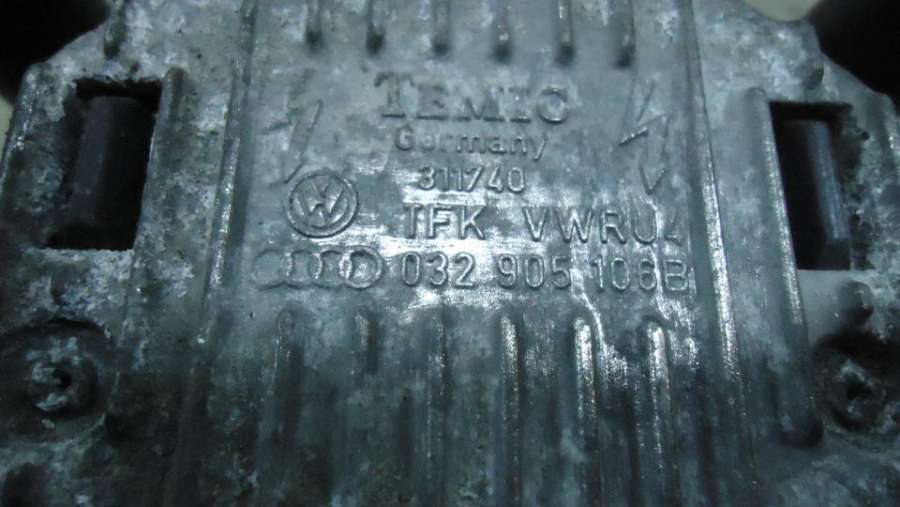 TEMIC
Germany
311740
TFK VWRU4
032 905 106B